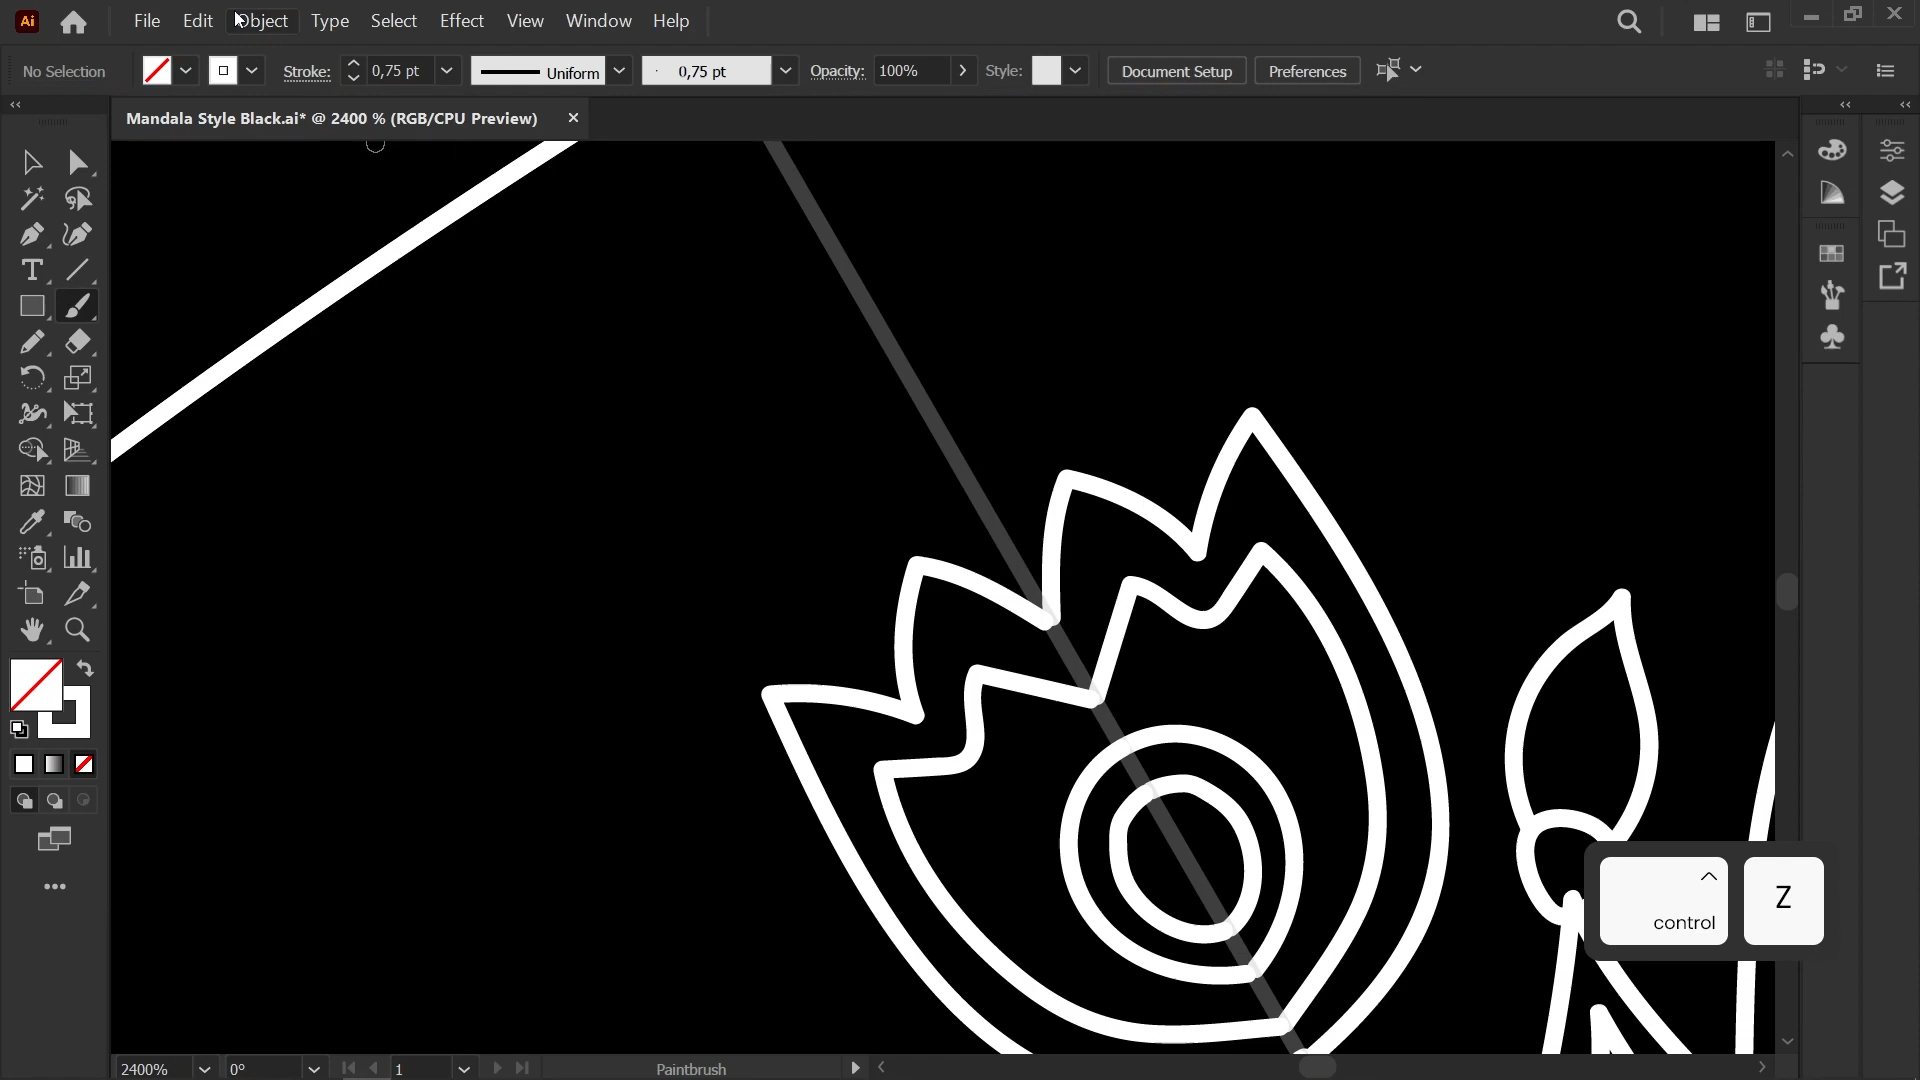 Ai File Edit Object Type Select Effect View Window Help
No Selection Stroke: 0,75 pt Uniform 0,75 pt Opacity: 100% Style: Document Setup Preferences
Mandala Style Black.ai* @ 2400 % (RGB/CPU Preview)
control Z
2400% 0° 1 Paintbrush